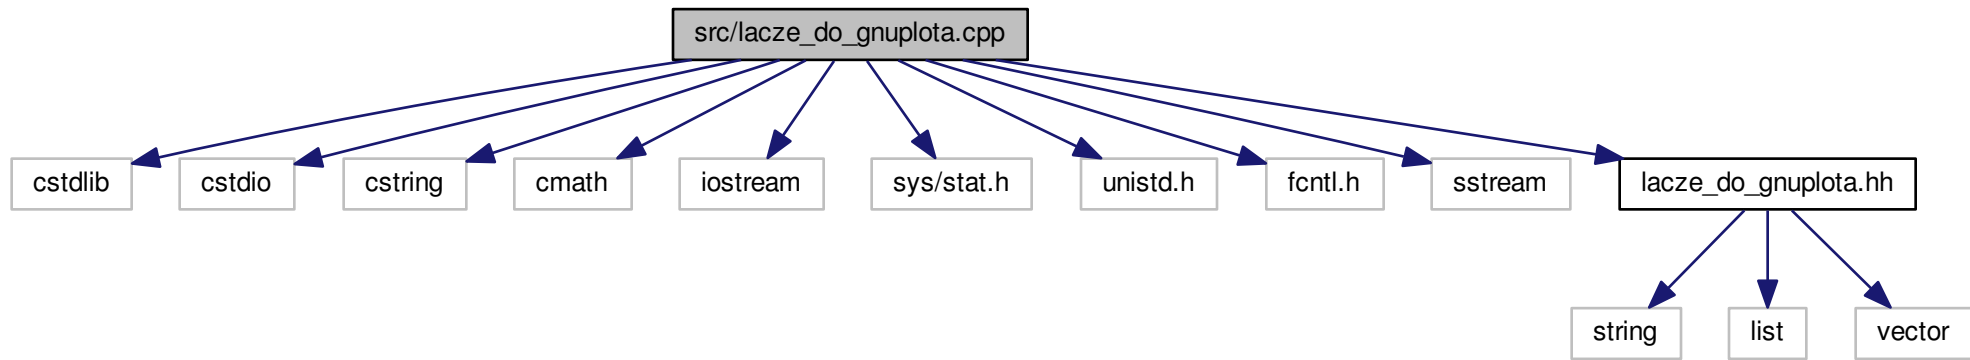 src/lacze_do_gnuplota.cpp
cstdlib
cstdio
cstring
cmath
iostream
sys/stat.h
unistd.h
fcntl.h
sstream
lacze_do_gnuplota.hh
string
list
vector